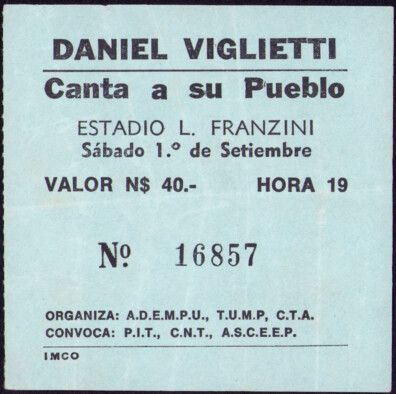 DANIEL VIGLIETTI
Canta a su Pueblo
ESTADIO L. FRANZINI
Sábado 1.º de Setiembre
VALOR N$ 40.- HORA 19
Nº 16857
ORGANIZA: A.D.E.M.P.U., T.U.M.P, C.T.A.
CONVOCA: P.I.T., C.N.T., A.S.C.E.E.P.
IMCO